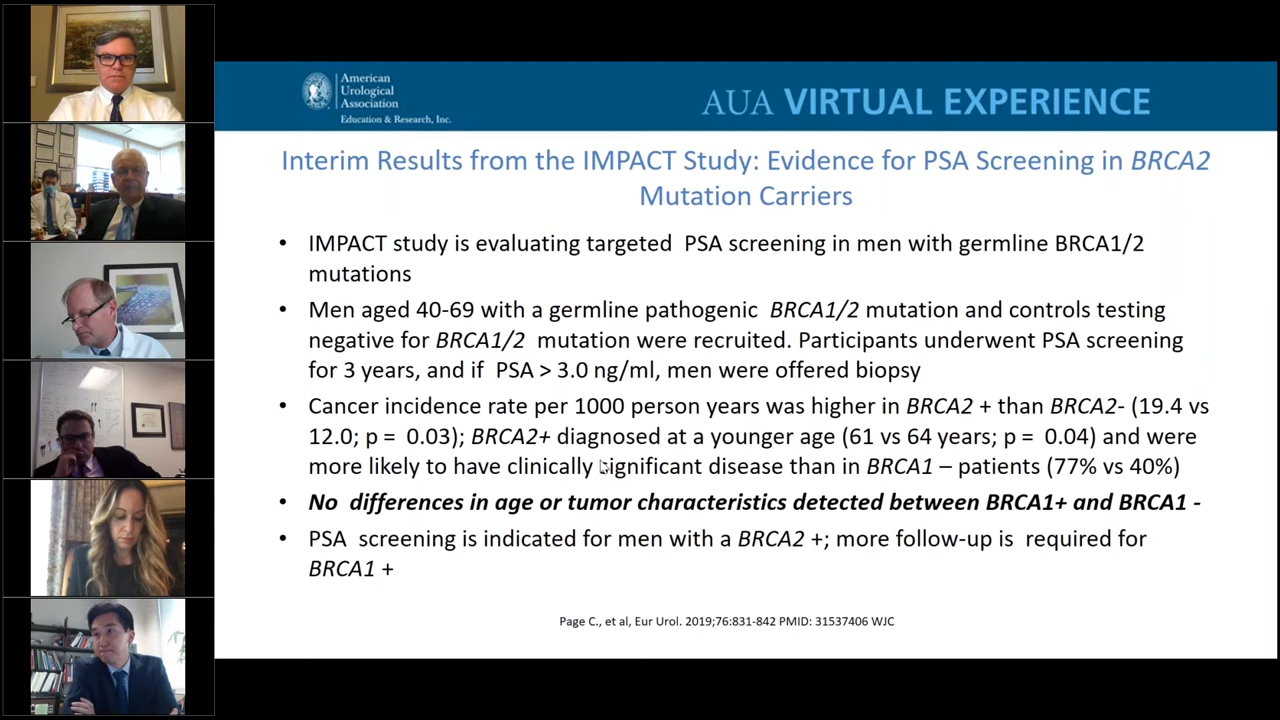 American
Urological
Association
Education & Research, Inc.
AUA VIRTUAL EXPERIENCE
Interim Results from the IMPACT Study: Evidence for PSA Screening in BRCA2
Mutation Carriers
• IMPACT study is evaluating targeted PSA screening in men with germline BRCA1/2
mutations
• Men aged 40-69 with a germline pathogenic BRCA1/2 mutation and controls testing
negative for BRCA1/2 mutation were recruited. Participants underwent PSA screening
for 3 years, and if PSA > 3.0 ng/ml, men were offered biopsy
• Cancer incidence rate per 1000 person years was higher in BRCA2 + than BRCA2- (19.4 vs
12.0; p = 0.03); BRCA2+ diagnosed at a younger age (61 vs 64 years; p = 0.04) and were
more likely to have clinically significant disease than in BRCA1 – patients (77% vs 40%)
• No differences in age or tumor characteristics detected between BRCA1+ and BRCA1 -
• PSA screening is indicated for men with a BRCA2 +; more follow-up is required for
BRCA1 +
Page C., et al, Eur Urol. 2019;76:831-842 PMID: 31537406 WJC